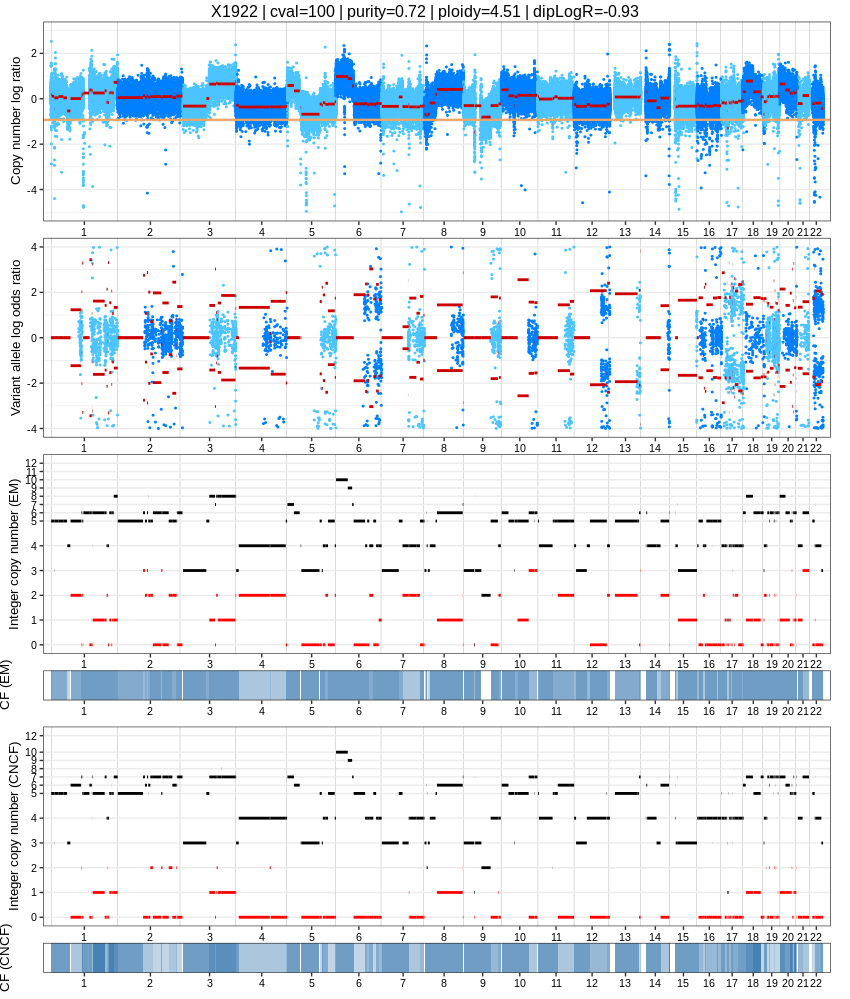 X1922 | cval=100 | purity=0.72 | ploidy=4.51 | dipLogR=-0.93
Copy number log ratio
2
0
-2
-4
1 2 3 4 5 6 7 8 9 10 11 12 13 14 15 16 17 18 19 20 21 22
Variant allele log odds ratio
4
2
0
-2
-4
1 2 3 4 5 6 7 8 9 10 11 12 13 14 15 16 17 18 19 20 21 22
Integer copy number (EM)
12
11
10
9
8
7
6
5
4
3
2
1
0
1 2 3 4 5 6 7 8 9 10 11 12 13 14 15 16 17 18 19 20 21 22
CF (EM)
1 2 3 4 5 6 7 8 9 10 11 12 13 14 15 16 17 18 19 20 21 22
Integer copy number (CNCF)
12
10
9
8
7
6
5
4
3
2
1
0
1 2 3 4 5 6 7 8 9 10 11 12 13 14 15 16 17 18 19 20 21 22
CF (CNCF)
1 2 3 4 5 6 7 8 9 10 11 12 13 14 15 16 17 18 19 20 21 22